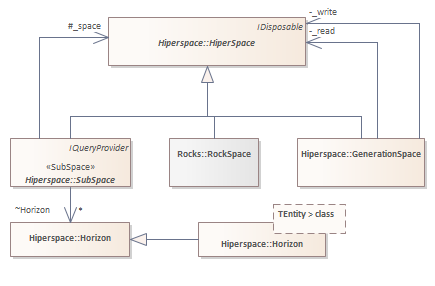 #_space
IDisposable
Hiperspace::HiperSpace
-_write
-_read
IQueryProvider
«SubSpace»
Hiperspace::SubSpace
Rocks::RockSpace
Hiperspace::GenerationSpace
~Horizon
*
Hiperspace::Horizon
TEntity > class
Hiperspace::Horizon